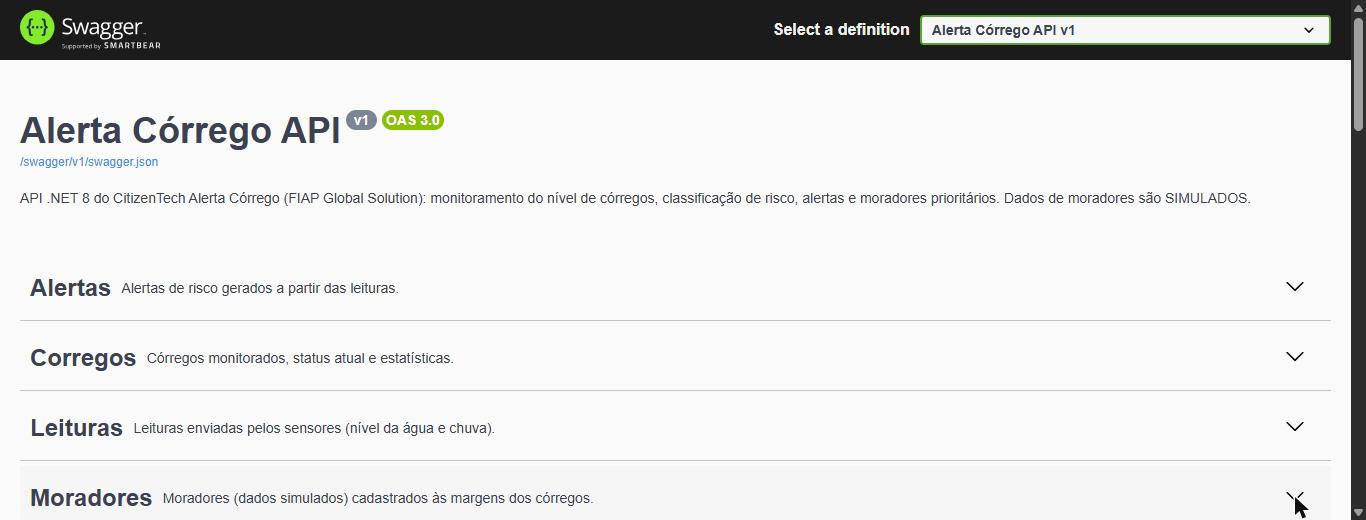 Swagger
Supported by SMARTBEAR
Select a definition
Alerta Córrego API v1
Alerta Córrego API v1 OAS 3.0
/swagger/v1/swagger.json
API .NET 8 do CitizenTech Alerta Córrego (FIAP Global Solution): monitoramento do nível de córregos, classificação de risco, alertas e moradores prioritários. Dados de moradores são SIMULADOS.
Alertas Alertas de risco gerados a partir das leituras.
Corregos Córregos monitorados, status atual e estatísticas.
Leituras Leituras enviadas pelos sensores (nível da água e chuva).
Moradores Moradores (dados simulados) cadastrados às margens dos córregos.